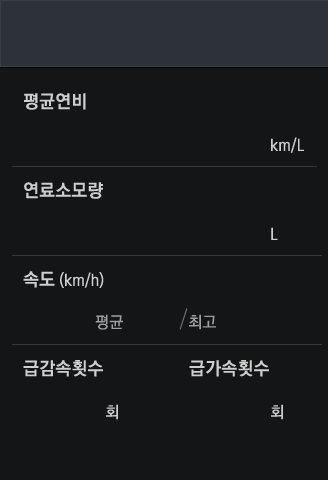 평균연비
km/L
연료소모량
L
속도 (km/h)
평균 /최고
급감속횟수 급가속횟수
회 회